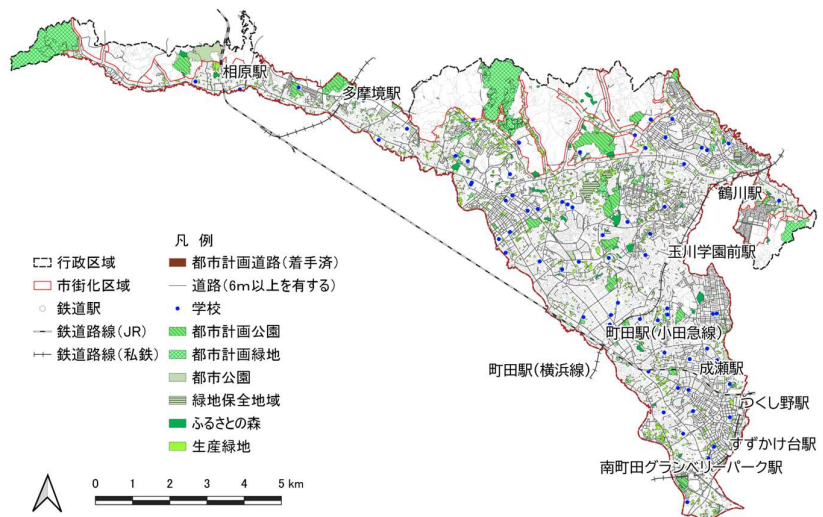 相原駅
多摩境駅
鶴川駅
玉川学園前駅
町田駅(小田急線)
町田駅(横浜線)
成瀬駅
つくし野駅
すずかけ台駅
南町田グランベリーパーク駅
凡 例
行政区域
市街化区域
鉄道駅
鉄道路線(JR)
鉄道路線(私鉄)
都市計画道路(着手済)
道路(6m以上を有する)
学校
都市計画公園
都市計画緑地
都市公園
緑地保全地域
ふるさとの森
生産緑地
0 1 2 3 4 5 km